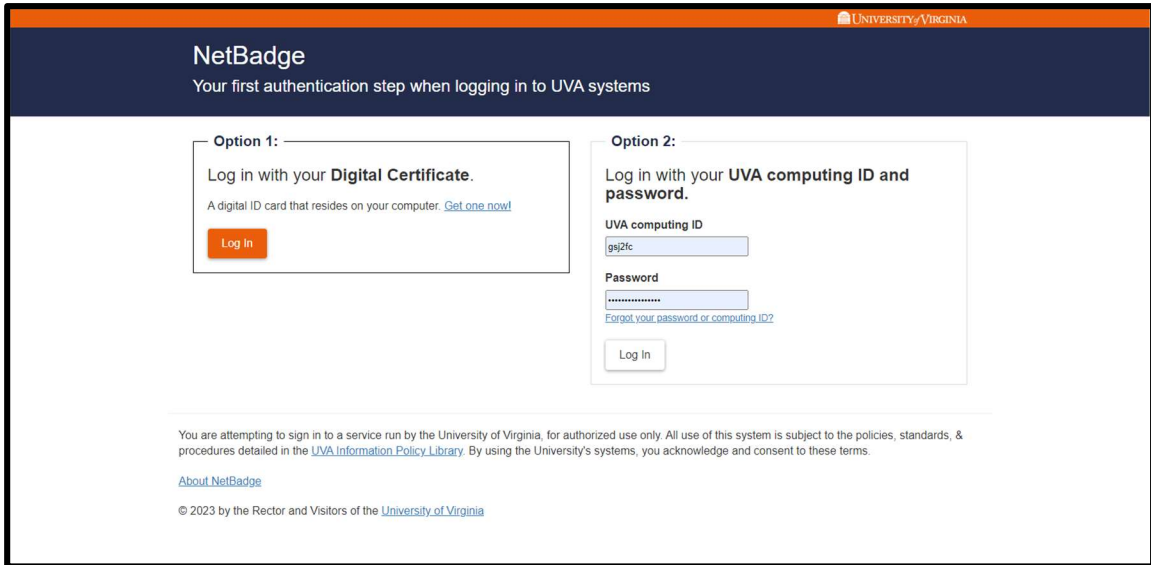 UNIVERSITY of VIRGINIA
NetBadge
Your first authentication step when logging in to UVA systems
Option 1:
Log in with your Digital Certificate.
A digital ID card that resides on your computer. Get one now!
Log In
Option 2:
Log in with your UVA computing ID and
password.
UVA computing ID
gsj2fc
Password
••••••••••••••••
Forgot your password or computing ID?
Log In
You are attempting to sign in to a service run by the University of Virginia, for authorized use only. All use of this system is subject to the policies, standards, &
procedures detailed in the UVA Information Policy Library. By using the University's systems, you acknowledge and consent to these terms.
About NetBadge
© 2023 by the Rector and Visitors of the University of Virginia